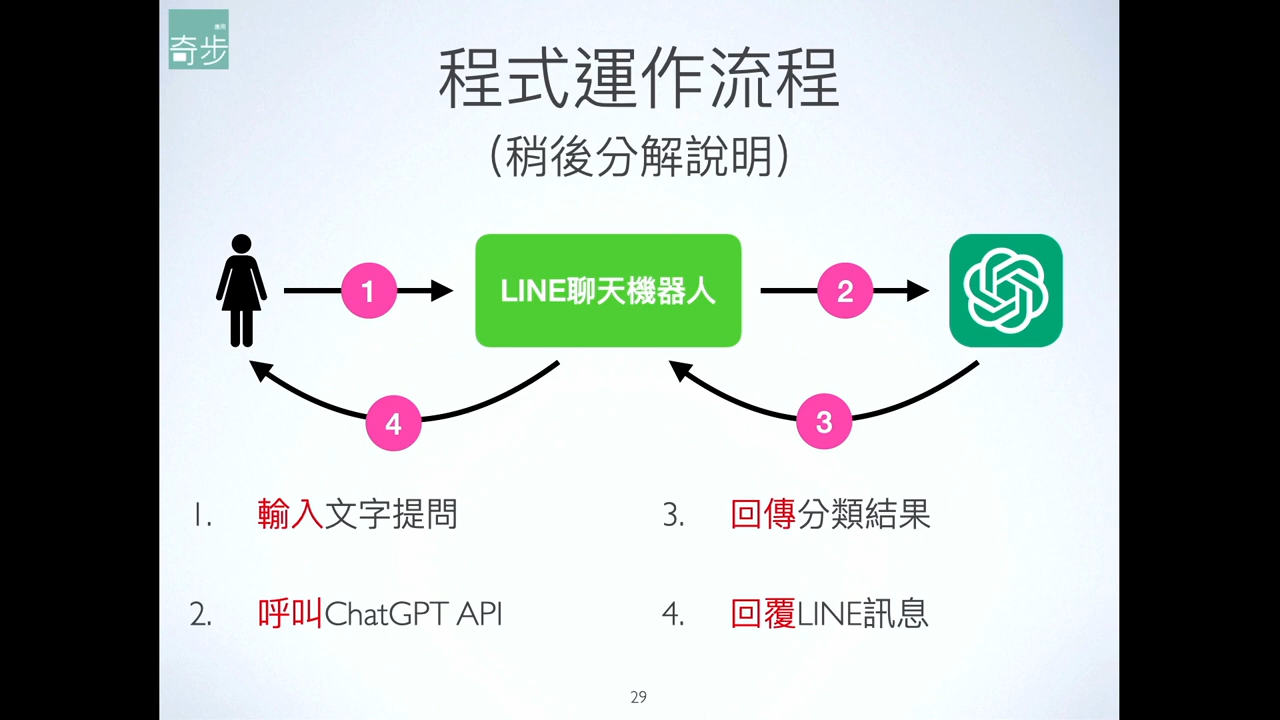 應用
奇步
程式運作流程
(稍後分解說明)
1
LINE聊天機器人
2
4
3
1. 輸入文字提問
2. 呼叫ChatGPT API
3. 回傳分類結果
4. 回覆LINE訊息
29